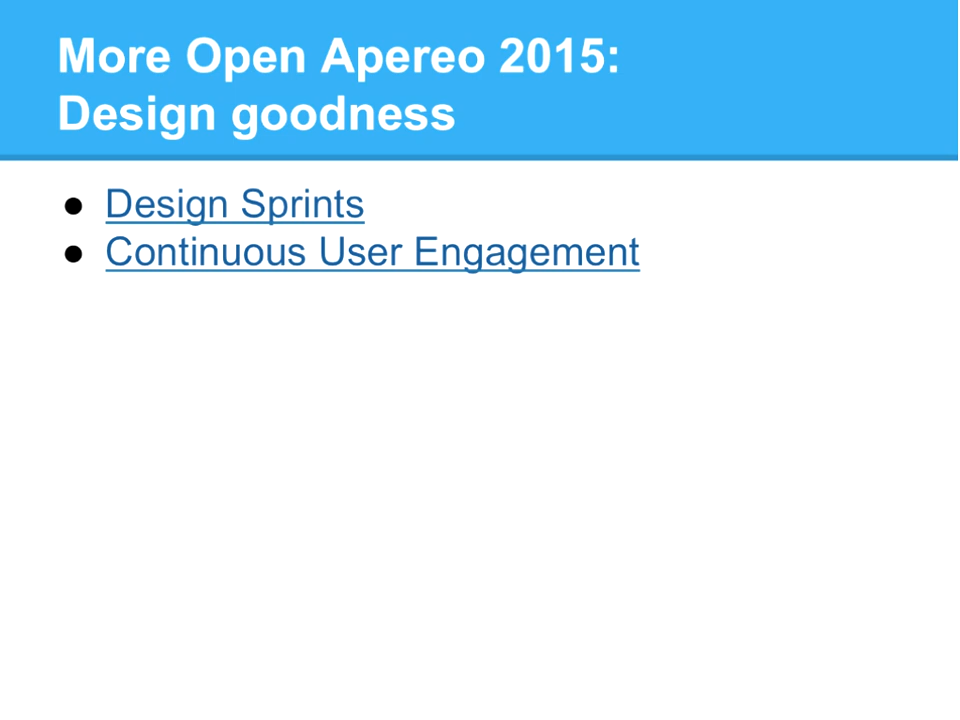 More Open Apereo 2015:
Design goodness
● Design Sprints
● Continuous User Engagement